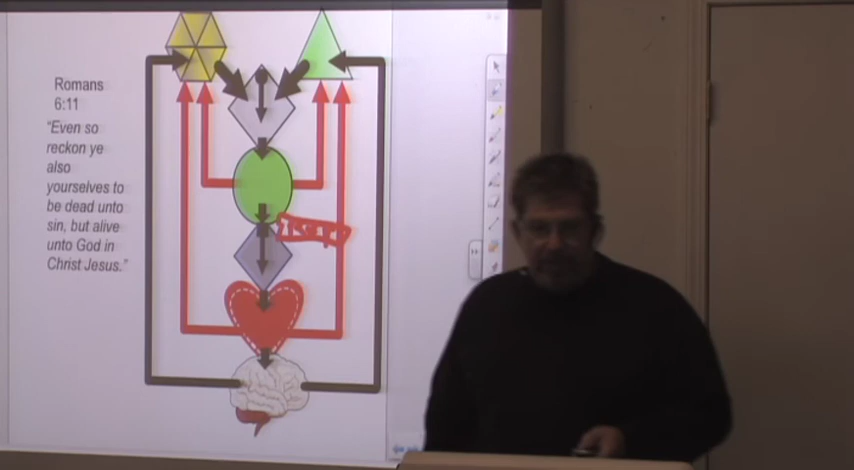 Romans
6:11
"Even so
reckon ye
also
yourselves to
be dead unto
sin, but alive
unto God in
Christ Jesus."